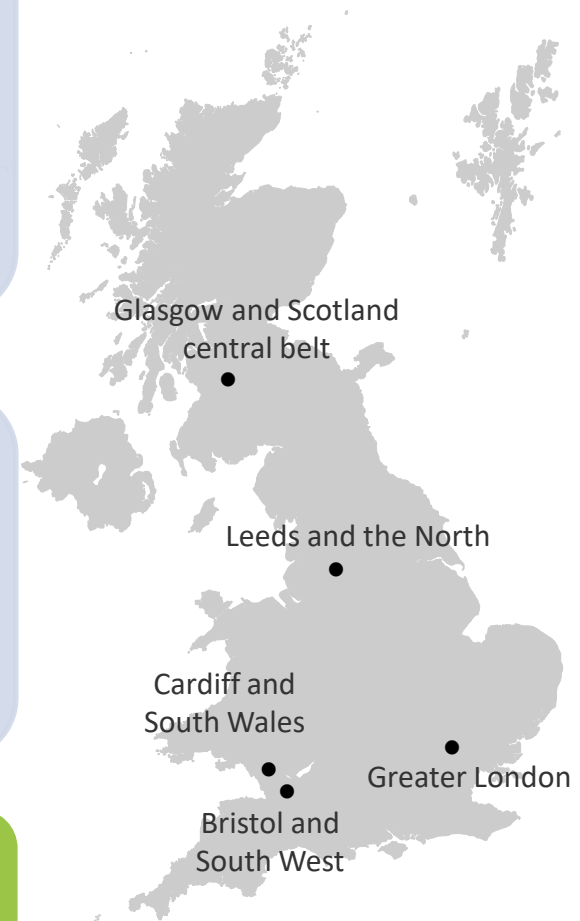 Glasgow and Scotland
central belt
Leeds and the North
Cardiff and
South Wales
Greater London
Bristol and
South West